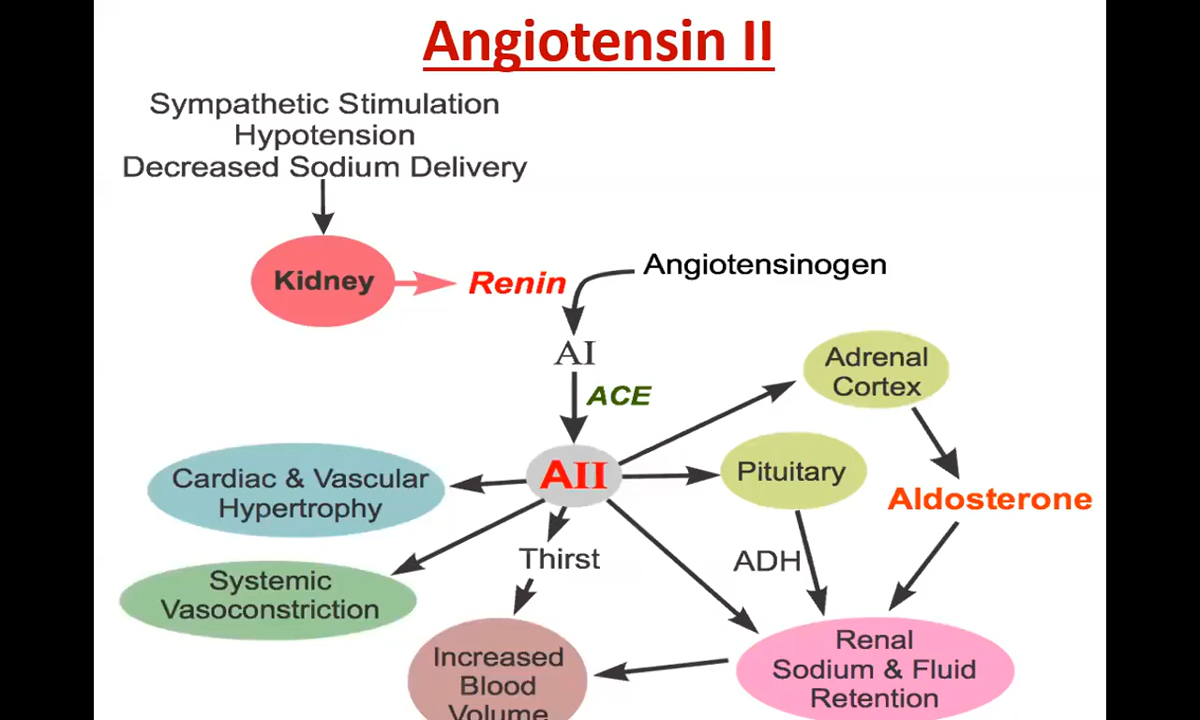 Angiotensin II
Sympathetic Stimulation
Hypotension
Decreased Sodium Delivery
Kidney
Renin
Angiotensinogen
AI
ACE
Adrenal
Cortex
AII
Pituitary
Aldosterone
Cardiac & Vascular
Hypertrophy
Thirst
ADH
Systemic
Vasoconstriction
Increased
Blood
Volume
Renal
Sodium & Fluid
Retention